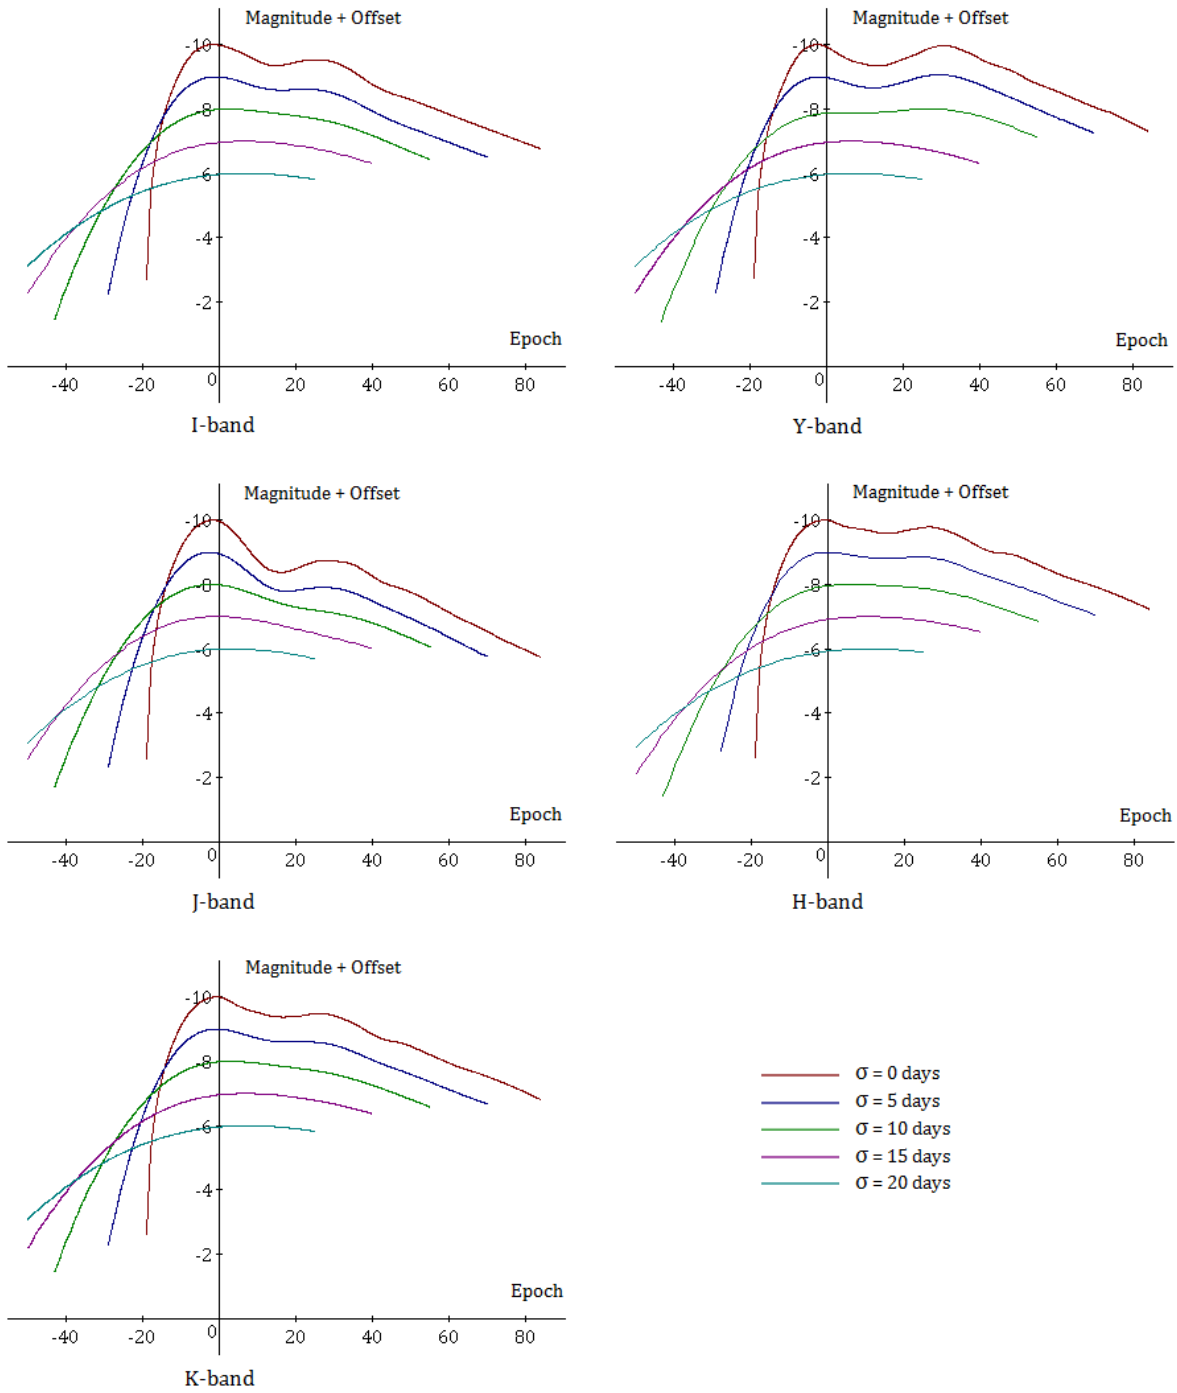 Magnitude + Offset Magnitude + Offset
-10 -10
-8 -8
-6 -6
-4 -4
-2 -2
Epoch Epoch
-40 -20 0 20 40 60 80 -40 -20 0 20 40 60 80
I-band Y-band
Magnitude + Offset Magnitude + Offset
-10 -10
-8 -8
-6 -6
-4 -4
-2 -2
Epoch Epoch
-40 -20 0 20 40 60 80 -40 -20 0 20 40 60 80
J-band H-band
Magnitude + Offset
-10
-8
-6
-4
-2
Epoch
-40 -20 0 20 40 60 80
K-band
σ = 0 days
σ = 5 days
σ = 10 days
σ = 15 days
σ = 20 days